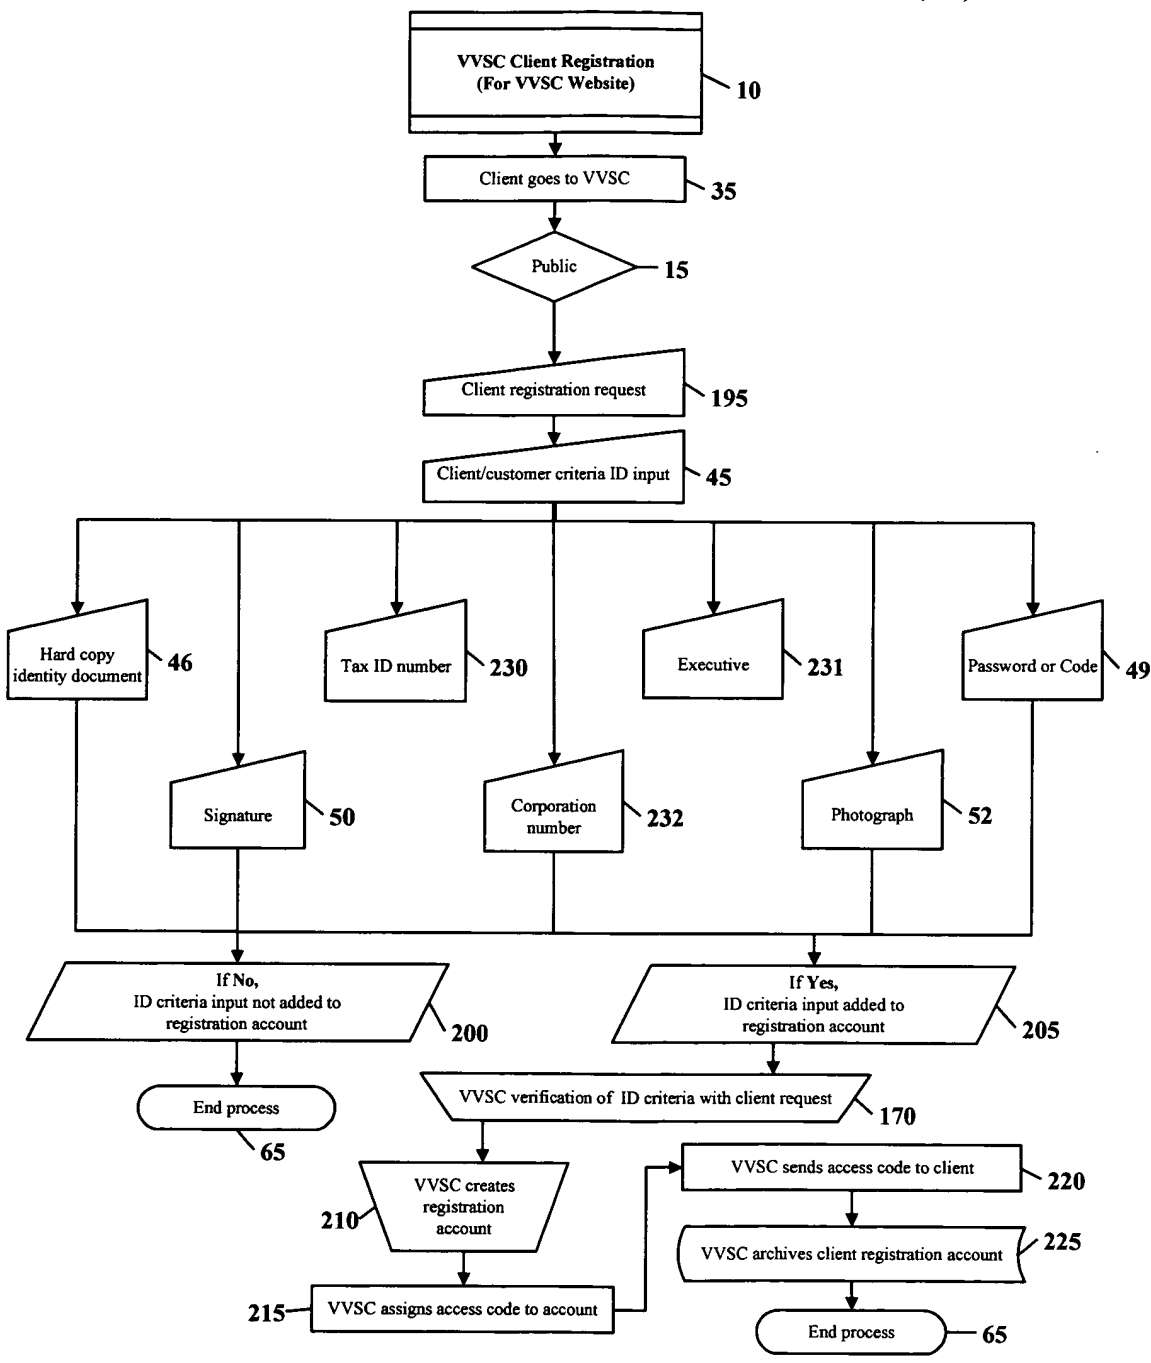 VVSC Client Registration
(For VVSC Website)
10
Client goes to VVSC
35
Public
15
Client registration request
195
Client/customer criteria ID input
45
Hard copy
identity document
46
Tax ID number
230
Executive
231
Password or Code
49
Signature
50
Corporation
number
232
Photograph
52
If No,
ID criteria input not added to
registration account
200
If Yes,
ID criteria input added to
registration account
205
End process
65
VVSC verification of ID criteria with client request
170
VVSC creates
registration
account
210
VVSC sends access code to client
220
VVSC archives client registration account
225
215
VVSC assigns access code to account
End process
65